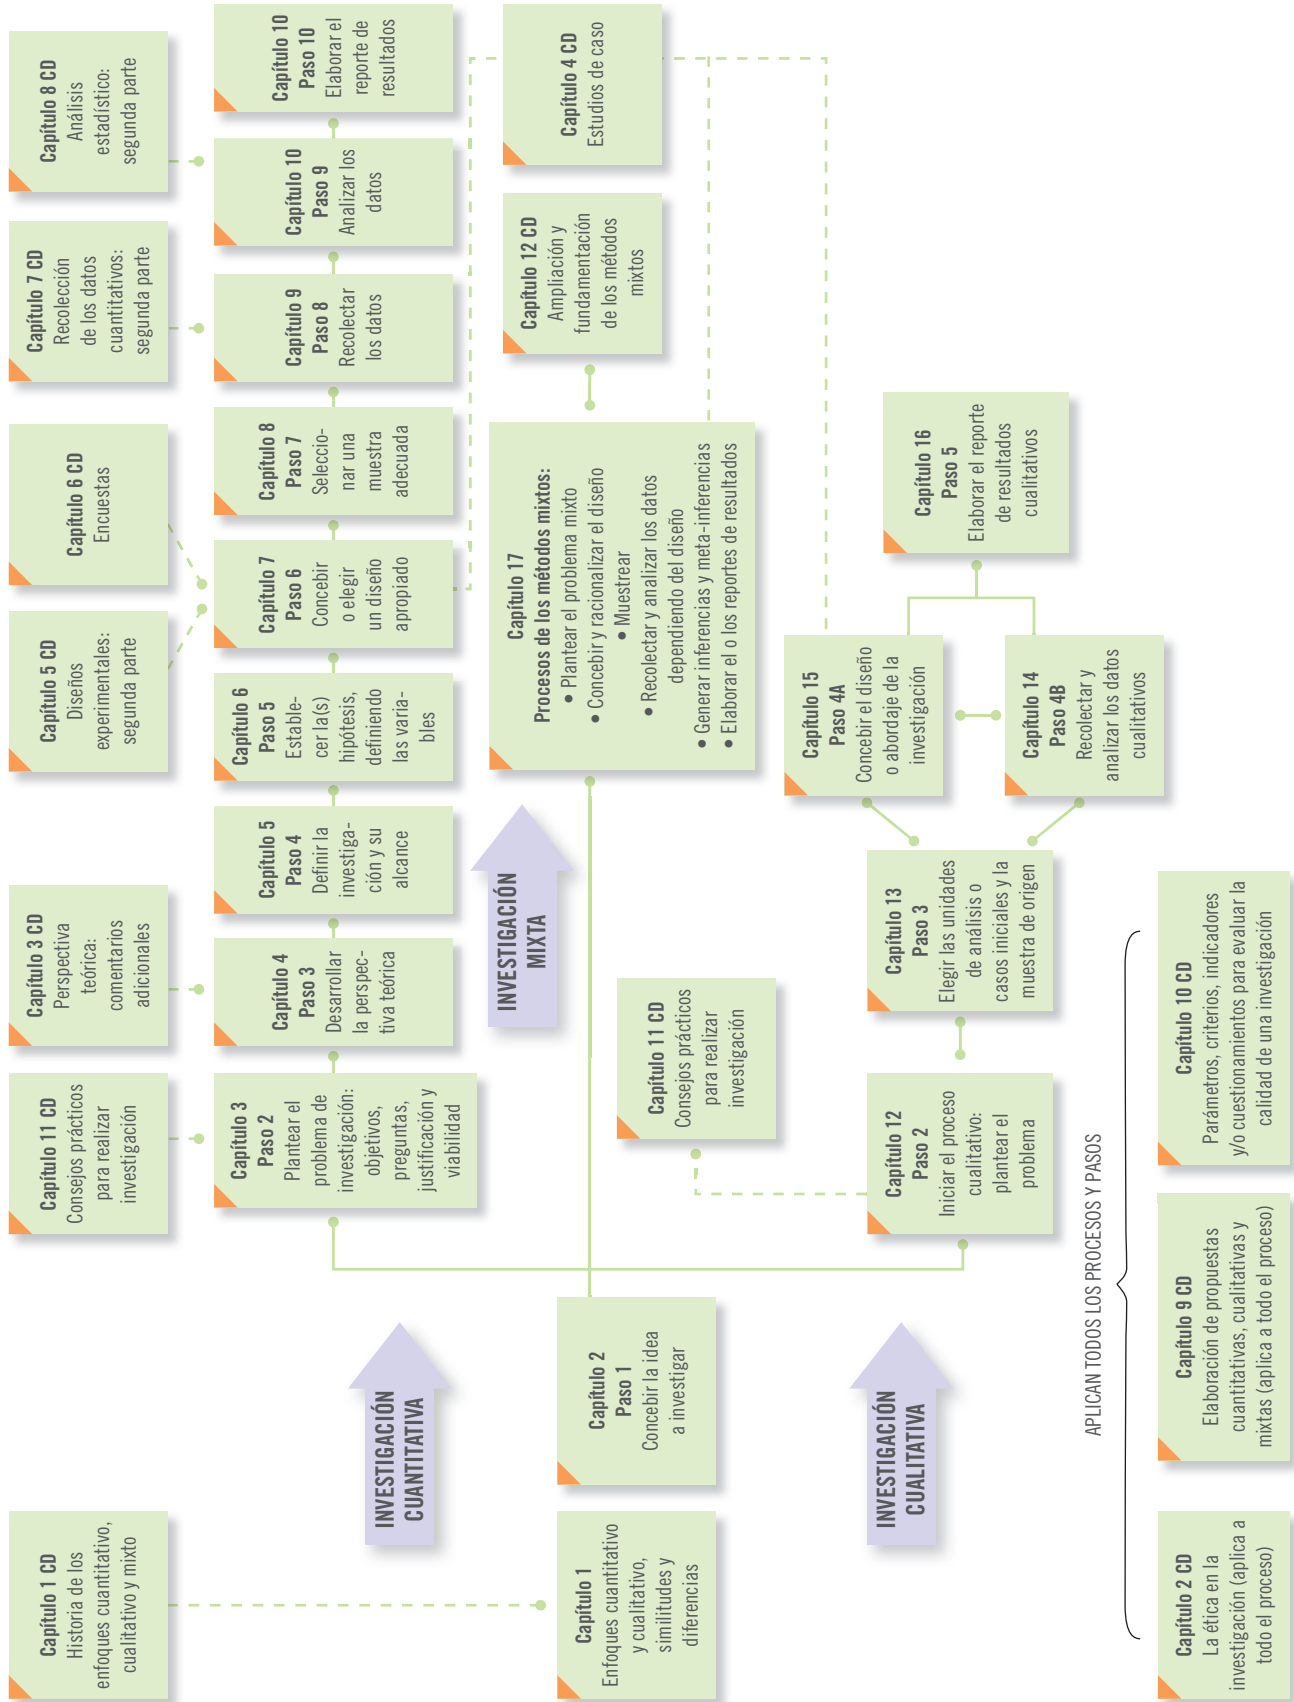 Capítulo 1 CD
Historia de los
enfoques cuantitativo,
cualitativo y mixto
Capítulo 11 CD
Consejos prácticos
para realizar
investigación
Capítulo 3 CD
Perspectiva
teórica:
comentarios
adicionales
Capítulo 5 CD
Diseños
experimentales:
segunda parte
Capítulo 6 CD
Encuestas
Capítulo 7 CD
Recolección
de los datos
cuantitativos:
segunda parte
Capítulo 8 CD
Análisis
estadístico:
segunda parte
INVESTIGACIÓN
CUANTITATIVA
Capítulo 3
Paso 2
Plantear el
problema de
investigación:
objetivos,
preguntas,
justificación y
viabilidad
Capítulo 4
Paso 3
Desarrollar
la perspec-
tiva teórica
Capítulo 5
Paso 4
Definir la
investiga-
ción y su
alcance
Capítulo 6
Paso 5
Estable-
cer la(s)
hipótesis,
definiendo
las varia-
bles
Capítulo 7
Paso 6
Concebir
o elegir
un diseño
apropiado
Capítulo 8
Paso 7
Seleccio-
nar una
muestra
adecuada
Capítulo 9
Paso 8
Recolectar
los datos
Capítulo 10
Paso 9
Analizar los
datos
Capítulo 10
Paso 10
Elaborar el
reporte de
resultados
Capítulo 1
Enfoques cuantitativo
y cualitativo,
similitudes y
diferencias
Capítulo 2
Paso 1
Concebir la idea
a investigar
INVESTIGACIÓN
MIXTA
Capítulo 17
Procesos de los métodos mixtos:
• Plantear el problema mixto
• Concebir y racionalizar el diseño
• Muestrear
• Recolectar y analizar los datos
dependiendo del diseño
• Generar inferencias y meta-inferencias
• Elaborar el o los reportes de resultados
Capítulo 12 CD
Ampliación y
fundamentación
de los métodos
mixtos
Capítulo 4 CD
Estudios de caso
Capítulo 11 CD
Consejos prácticos
para realizar
investigación
INVESTIGACIÓN
CUALITATIVA
Capítulo 12
Paso 2
Iniciar el proceso
cualitativo:
plantear el
problema
Capítulo 13
Paso 3
Elegir las unidades
de análisis o
casos iniciales y la
muestra de origen
Capítulo 15
Paso 4A
Concebir el diseño
o abordaje de la
investigación
Capítulo 14
Paso 4B
Recolectar y
analizar los datos
cualitativos
Capítulo 16
Paso 5
Elaborar el reporte
de resultados
cualitativos
APLICAN TODOS LOS PROCESOS Y PASOS
Capítulo 2 CD
La ética en la
investigación (aplica a
todo el proceso)
Capítulo 9 CD
Elaboración de propuestas
cuantitativas, cualitativas y
mixtas (aplica a todo el proceso)
Capítulo 10 CD
Parámetros, criterios, indicadores
y/o cuestionamientos para evaluar la
calidad de una investigación